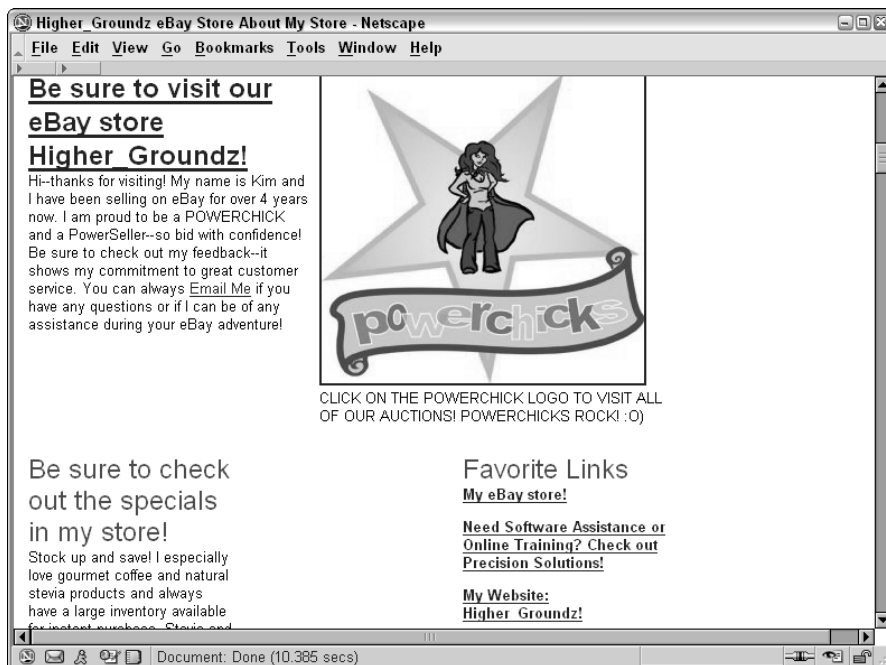 Higher_Groundz eBay Store About My Store - Netscape
File Edit View Go Bookmarks Tools Window Help
Be sure to visit our
eBay store
Higher_Groundz!
Hi--thanks for visiting! My name is Kim and
I have been selling on eBay for over 4 years
now. I am proud to be a POWERCHICK
and a PowerSeller--so bid with confidence!
Be sure to check out my feedback--it
shows my commitment to great customer
service. You can always Email Me if you
have any questions or if I can be of any
assistance during your eBay adventure!
powerchicks
CLICK ON THE POWERCHICK LOGO TO VISIT ALL
OF OUR AUCTIONS! POWERCHICKS ROCK! :O)
Be sure to check
out the specials
in my store!
Stock up and save! I especially
love gourmet coffee and natural
stevia products and always
have a large inventory available
for instant purchase. Stevia and
Favorite Links
My eBay store!
Need Software Assistance or
Online Training? Check out
Precision Solutions!
My Website:
Higher_Groundz!
Document: Done (10.385 secs)